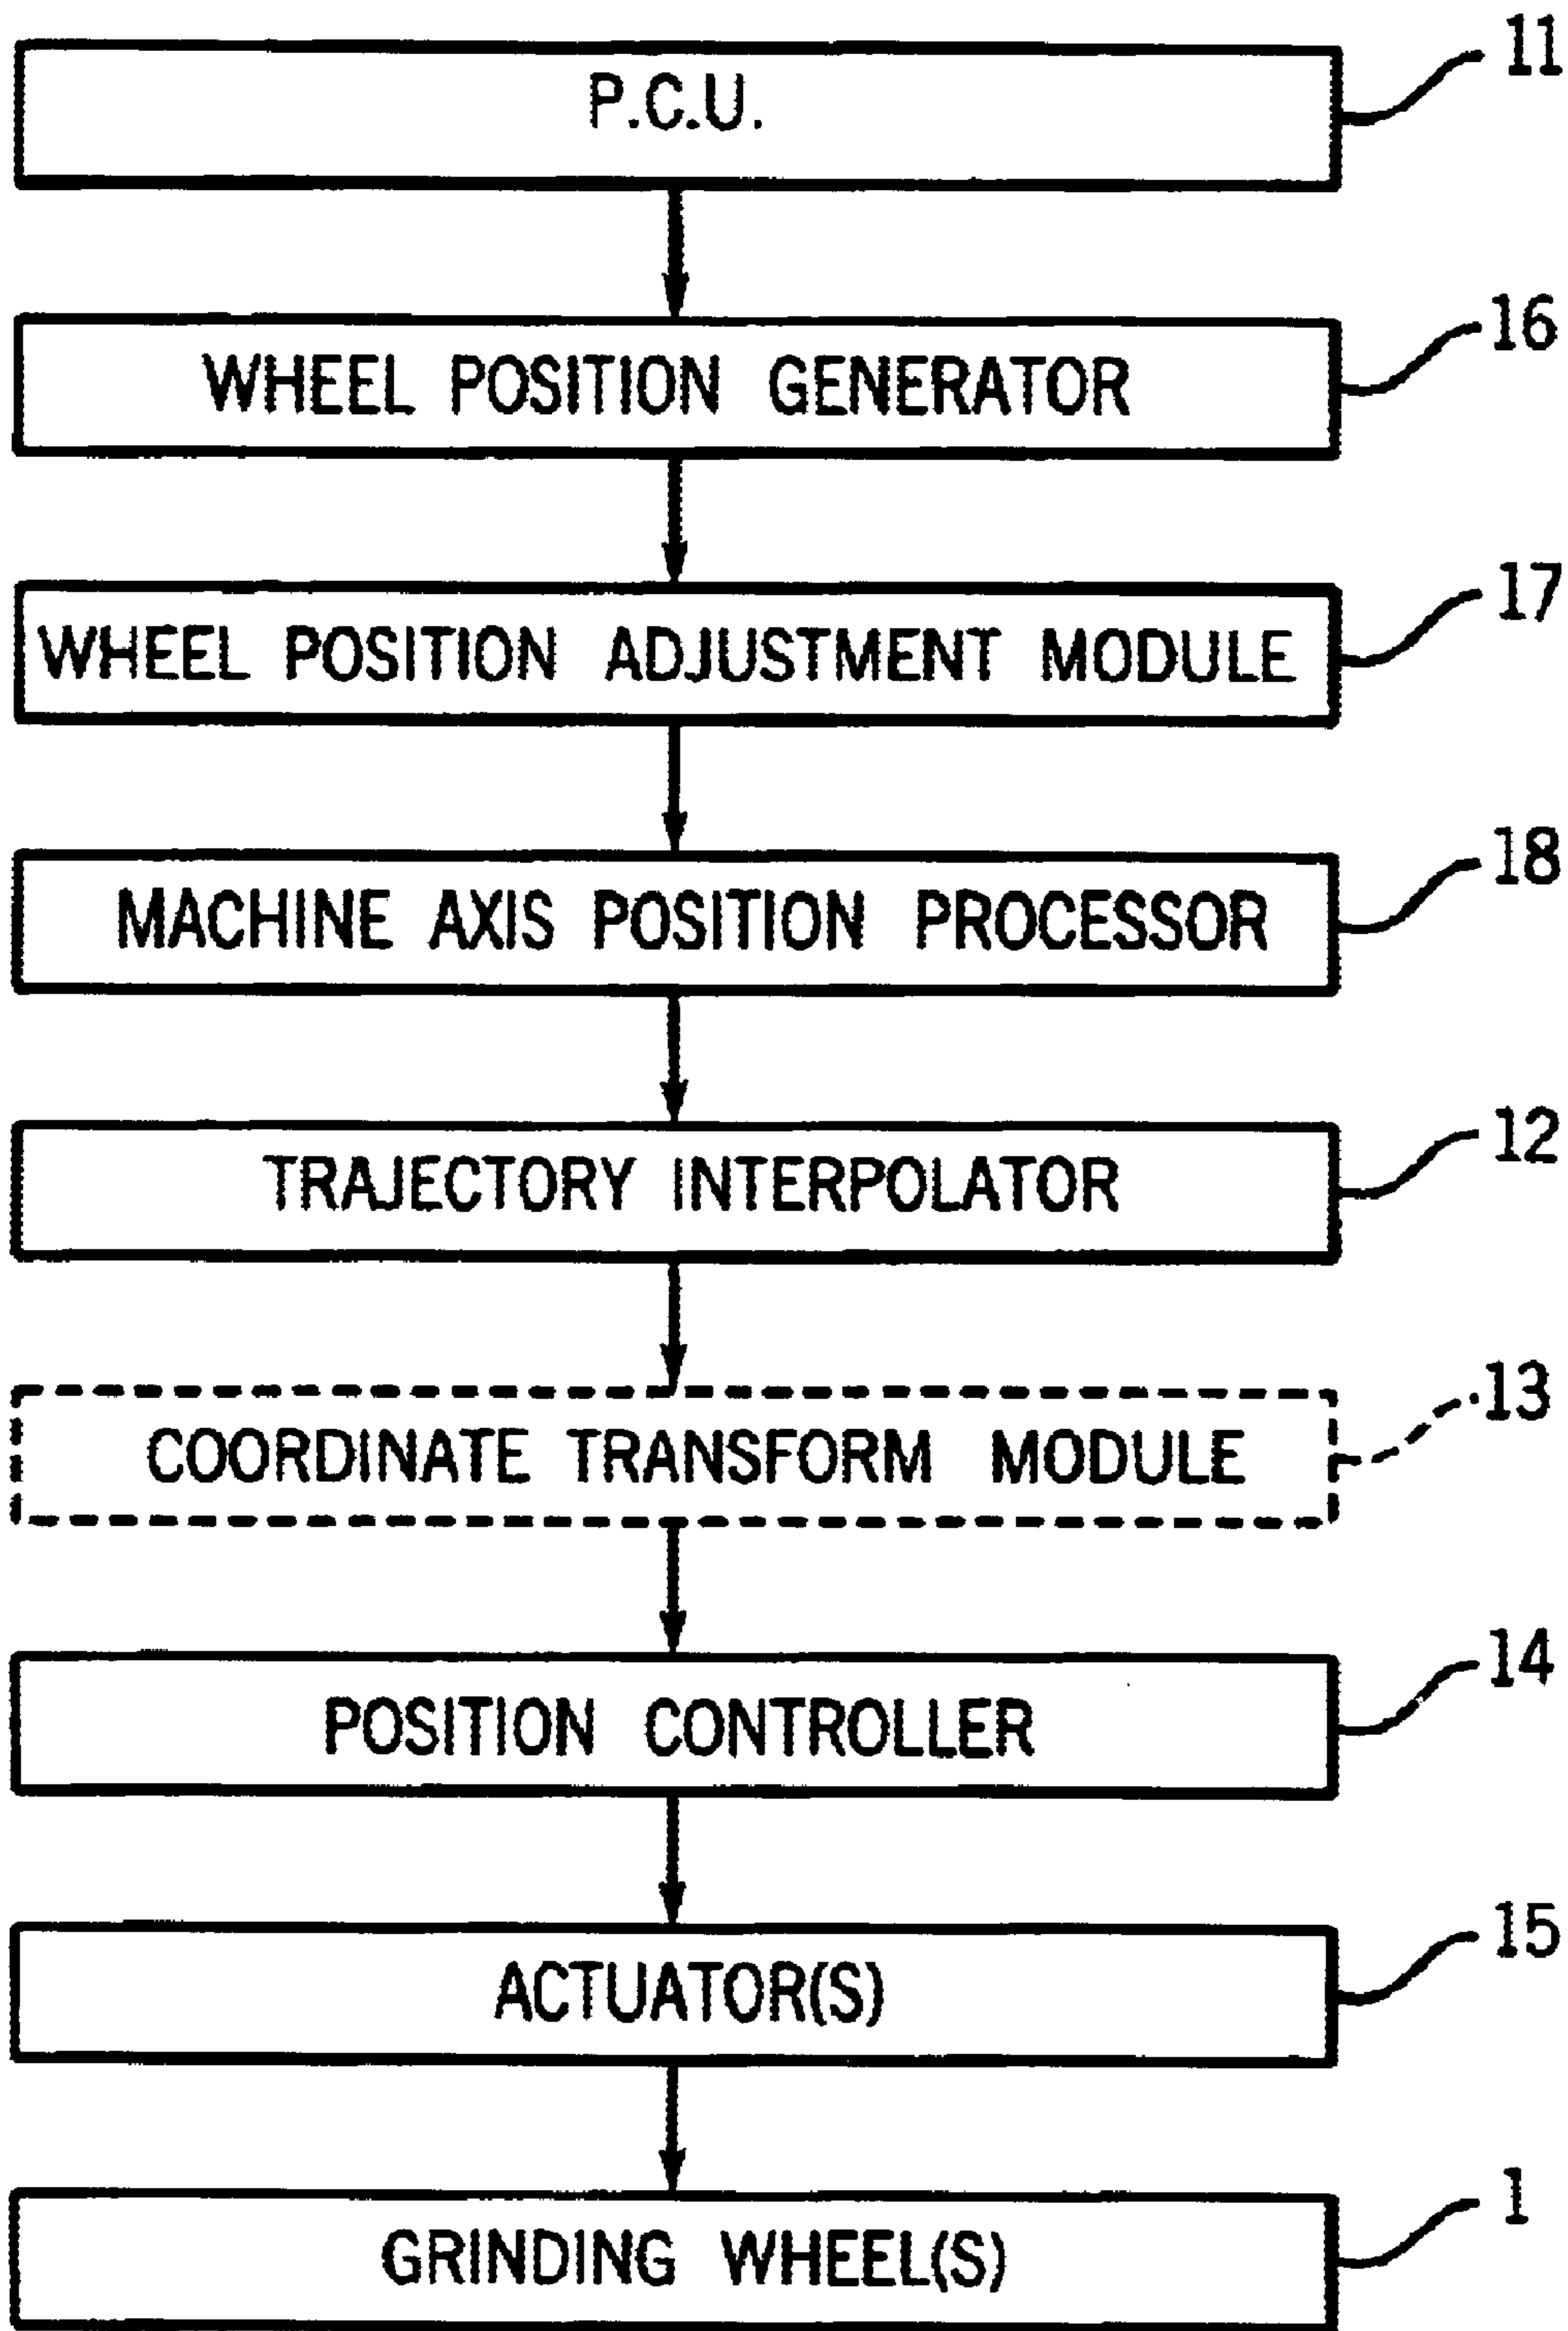 P.C.U. 11
WHEEL POSITION GENERATOR 16
WHEEL POSITION ADJUSTMENT MODULE 17
MACHINE AXIS POSITION PROCESSOR 18
TRAJECTORY INTERPOLATOR 12
COORDINATE TRANSFORM MODULE 13
POSITION CONTROLLER 14
ACTUATOR(S) 15
GRINDING WHEEL(S) 1